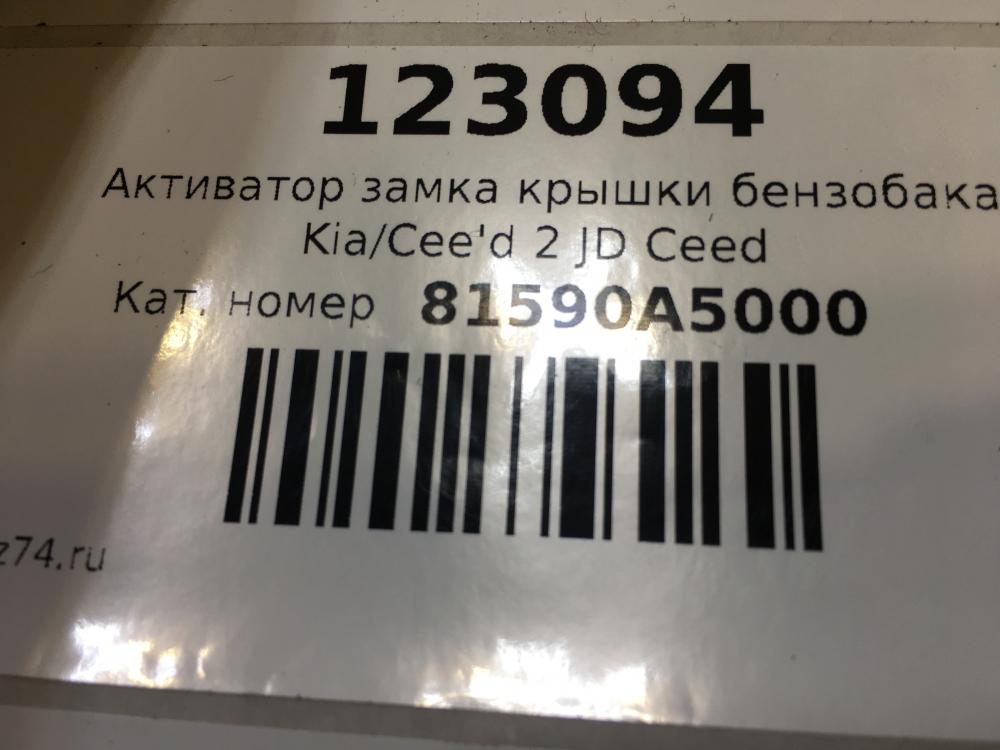 123094
Активатор замка крышки бензобака
Kia/Cee'd 2 JD Ceed
Кат. номер 81590A5000
z74.ru